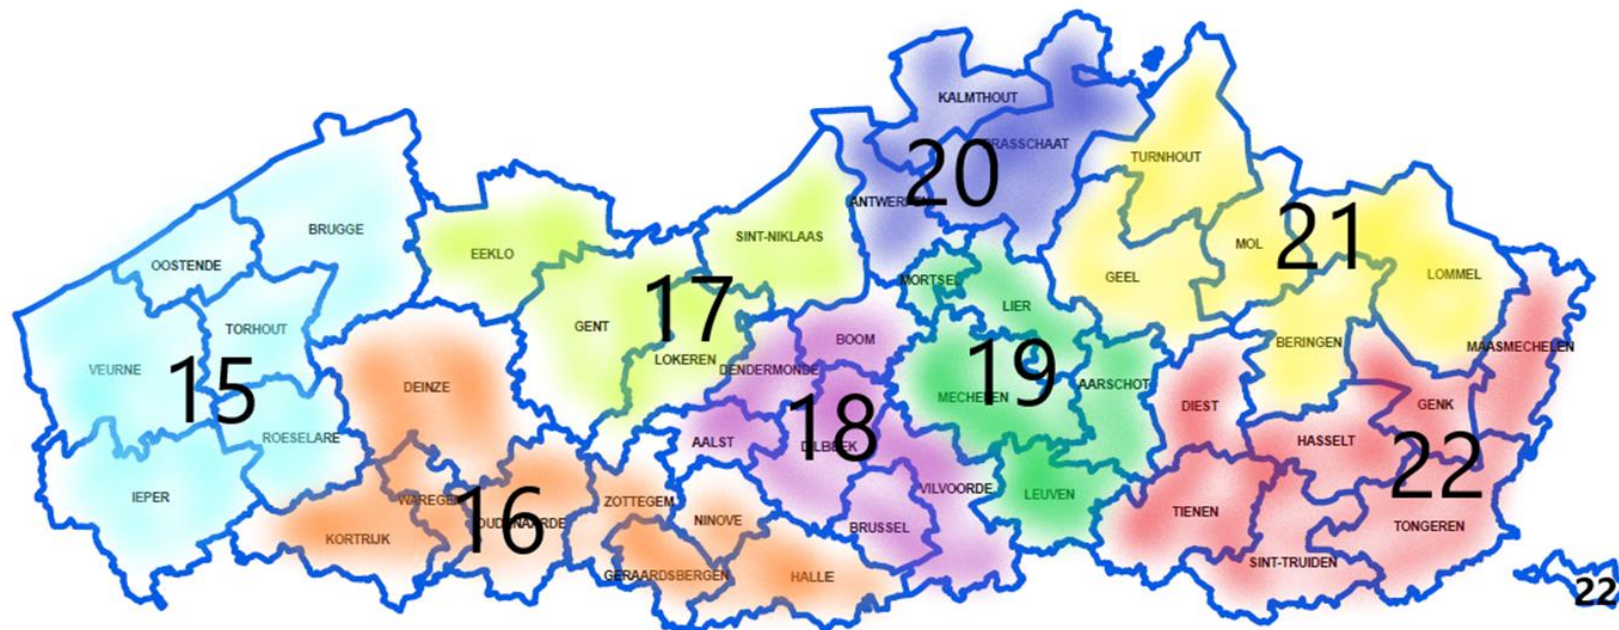 KALMTHOUT
BRASSCHAAT
20
TURNHOUT
ANTWERPEN
BRUGGE
SINT-NIKLAAS
21
MOL
EEKLO
OOSTENDE
GEEL
LOMMEL
MORTSEL
LIER
17
GENT
TORHOUT
BOOM
BERINGEN
MAASMECHELEN
LOKEREN
VEURNE
DENDERMONDE
15
19
AARSCHOT
DEINZE
MECHELEN
DIEST
GENK
18
ROESELARE
AALST
DILBEEK
HASSELT
22
IEPER
WAREGEM
16
OUDENAARDE
ZOTTEGEM
VILVOORDE
LEUVEN
NINOVE
BRUSSEL
TIENEN
TONGEREN
KORTRIJK
GERAARDSBERGEN
HALLE
SINT-TRUIDEN
22